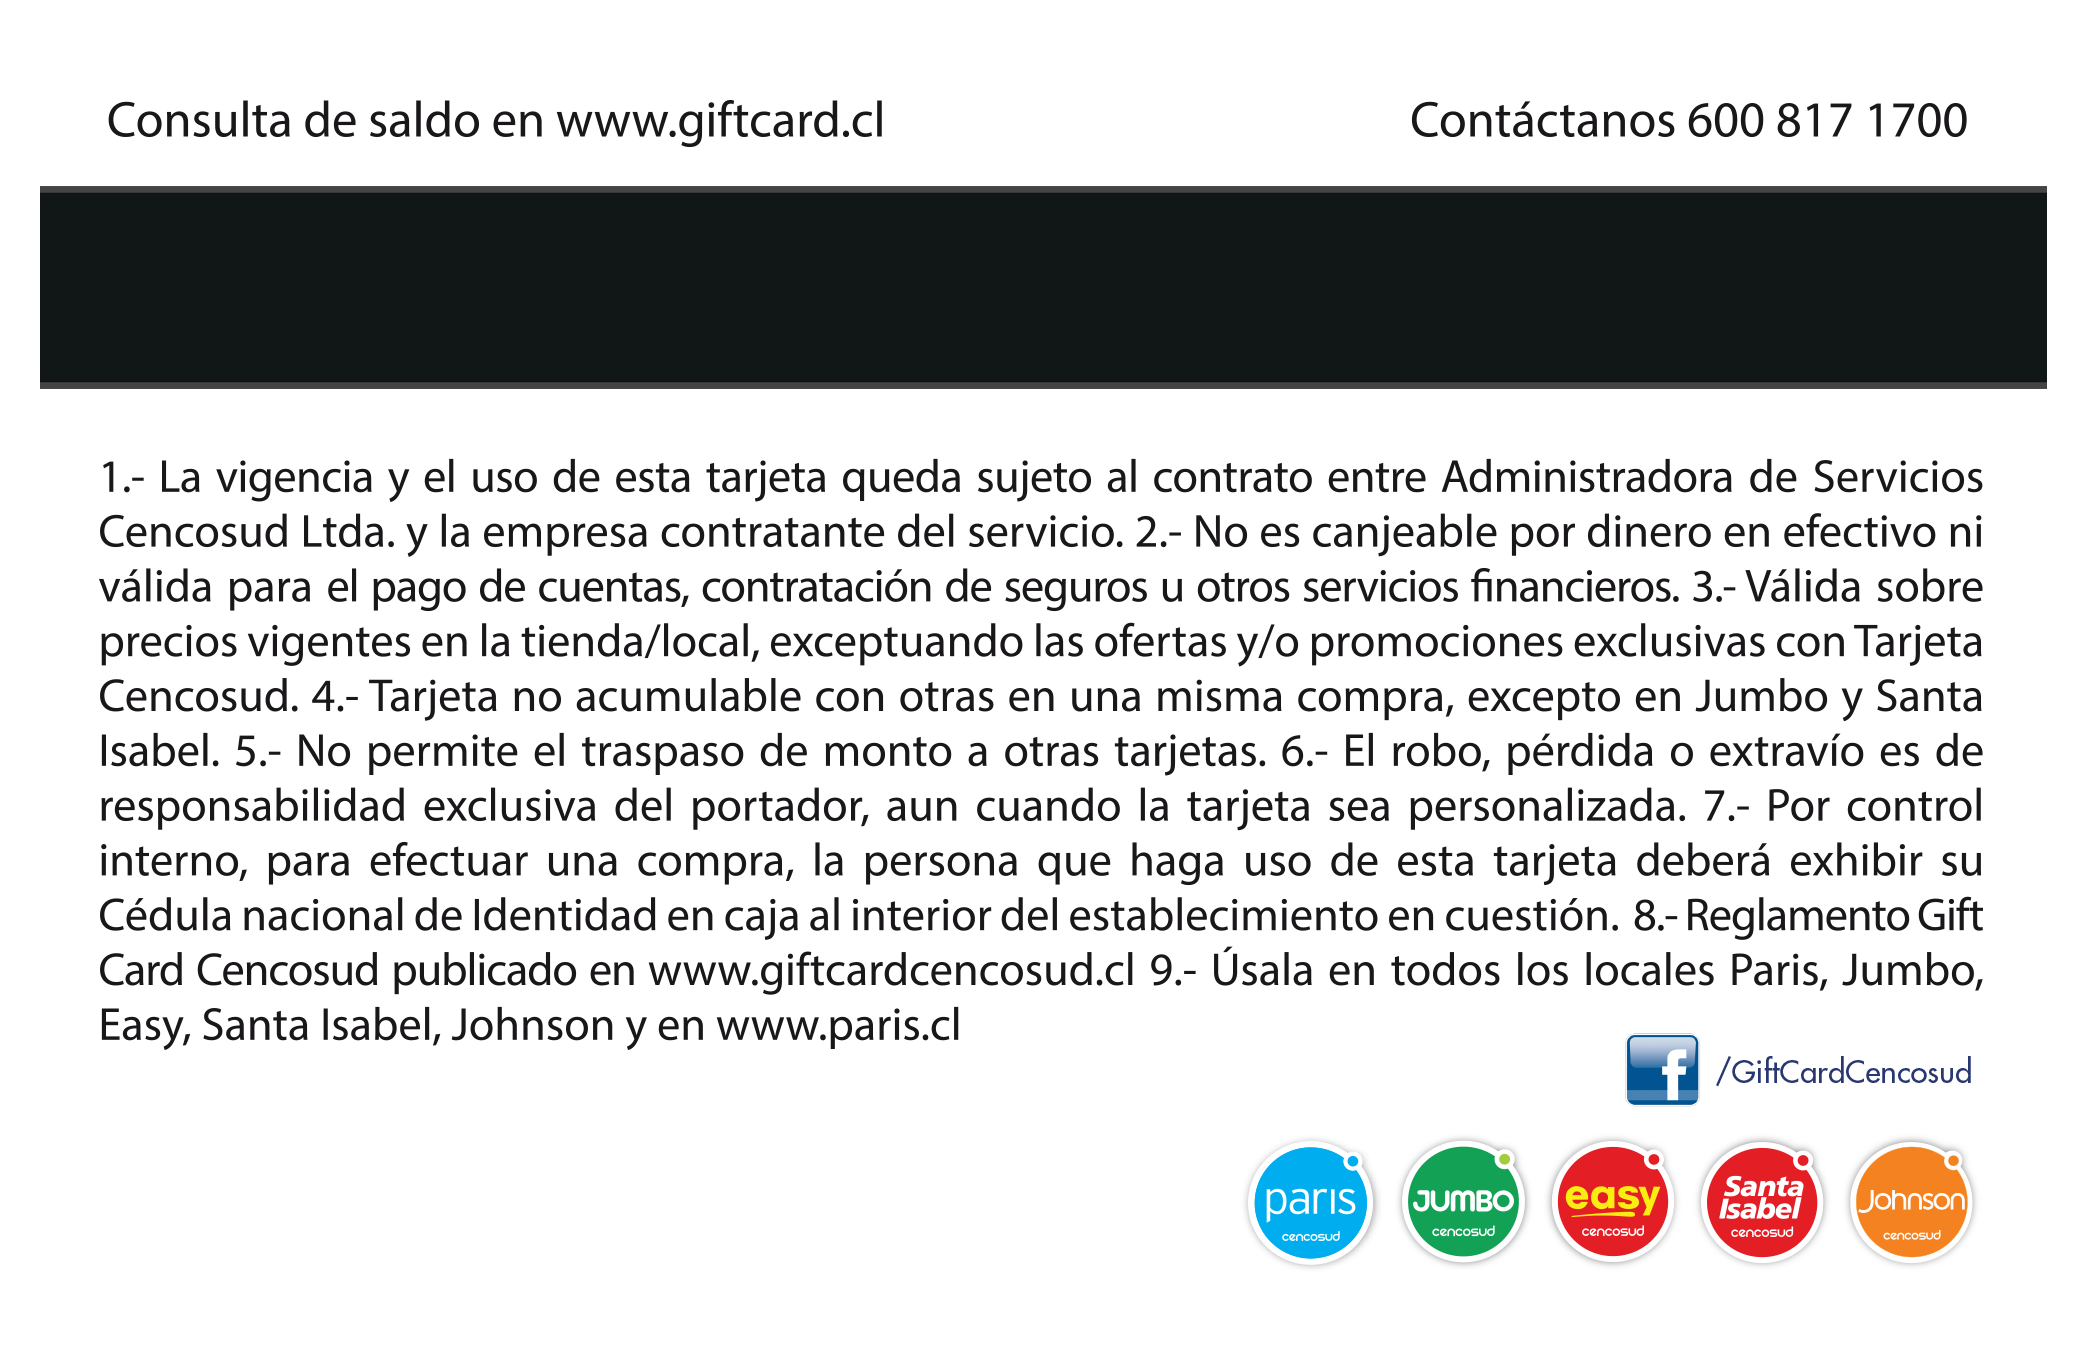 Consulta de saldo en www.giftcard.cl
Contáctanos 600 817 1700
1.- La vigencia y el uso de esta tarjeta queda sujeto al contrato entre Administradora de Servicios
Cencosud Ltda. y la empresa contratante del servicio. 2.- No es canjeable por dinero en efectivo ni
válida para el pago de cuentas, contratación de seguros u otros servicios financieros. 3.- Válida sobre
precios vigentes en la tienda/local, exceptuando las ofertas y/o promociones exclusivas con Tarjeta
Cencosud. 4.- Tarjeta no acumulable con otras en una misma compra, excepto en Jumbo y Santa
Isabel. 5.- No permite el traspaso de monto a otras tarjetas. 6.- El robo, pérdida o extravío es de
responsabilidad exclusiva del portador, aun cuando la tarjeta sea personalizada. 7.- Por control
interno, para efectuar una compra, la persona que haga uso de esta tarjeta deberá exhibir su
Cédula nacional de Identidad en caja al interior del establecimiento en cuestión. 8.- Reglamento Gift
Card Cencosud publicado en www.giftcardcencosud.cl 9.- Úsala en todos los locales Paris, Jumbo,
Easy, Santa Isabel, Johnson y en www.paris.cl
f /GiftCardCencosud
paris
cencosud
JUMBO
cencosud
easy
cencosud
Santa
Isabel
cencosud
Johnson
cencosud